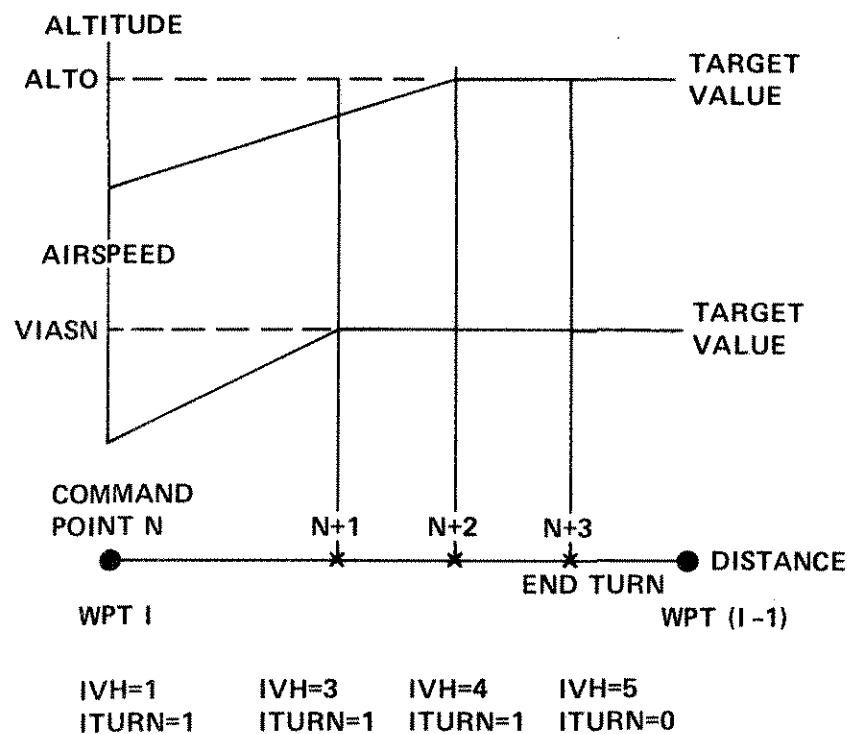 ALTITUDE
ALTO
TARGET
VALUE
AIRSPEED
VIASN
TARGET
VALUE
COMMAND
POINT N
N+1
N+2
N+3
END TURN
DISTANCE
WPT I
WPT (I-1)
IVH=1
IVH=3
IVH=4
IVH=5
ITURN=1
ITURN=1
ITURN=1
ITURN=0